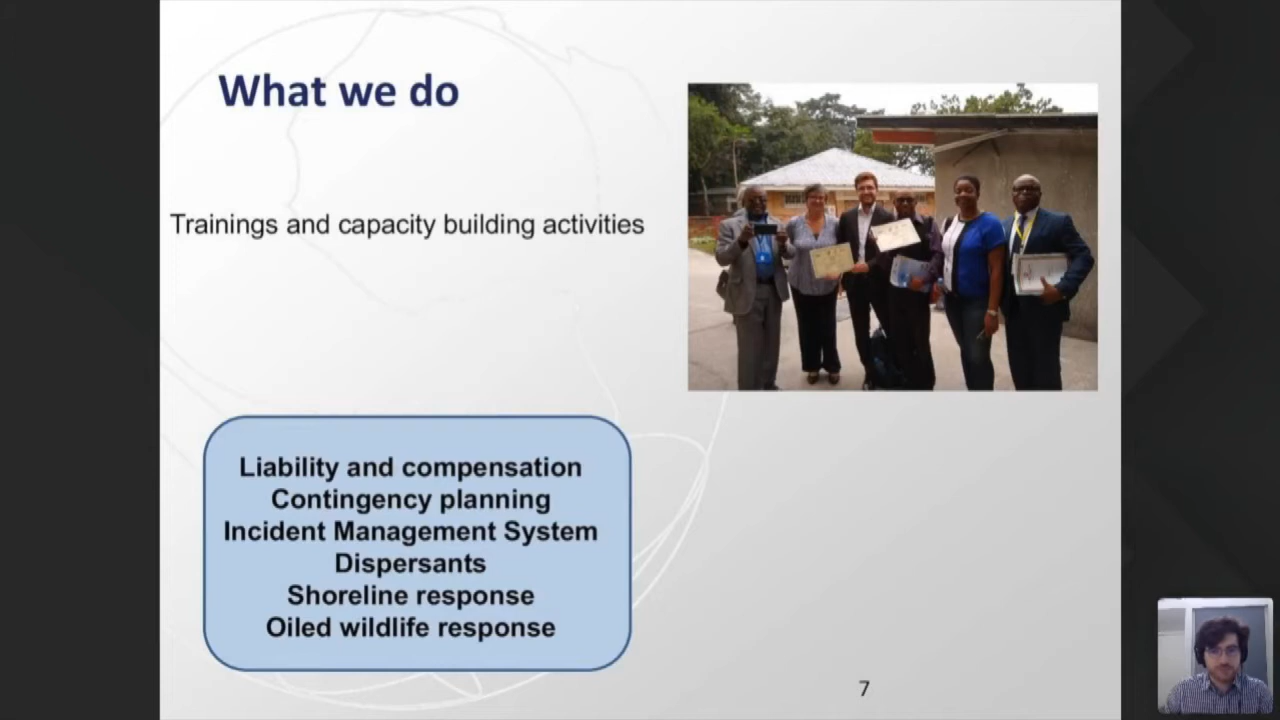 What we do
Trainings and capacity building activities
Liability and compensation
Contingency planning
Incident Management System
Dispersants
Shoreline response
Oiled wildlife response
7